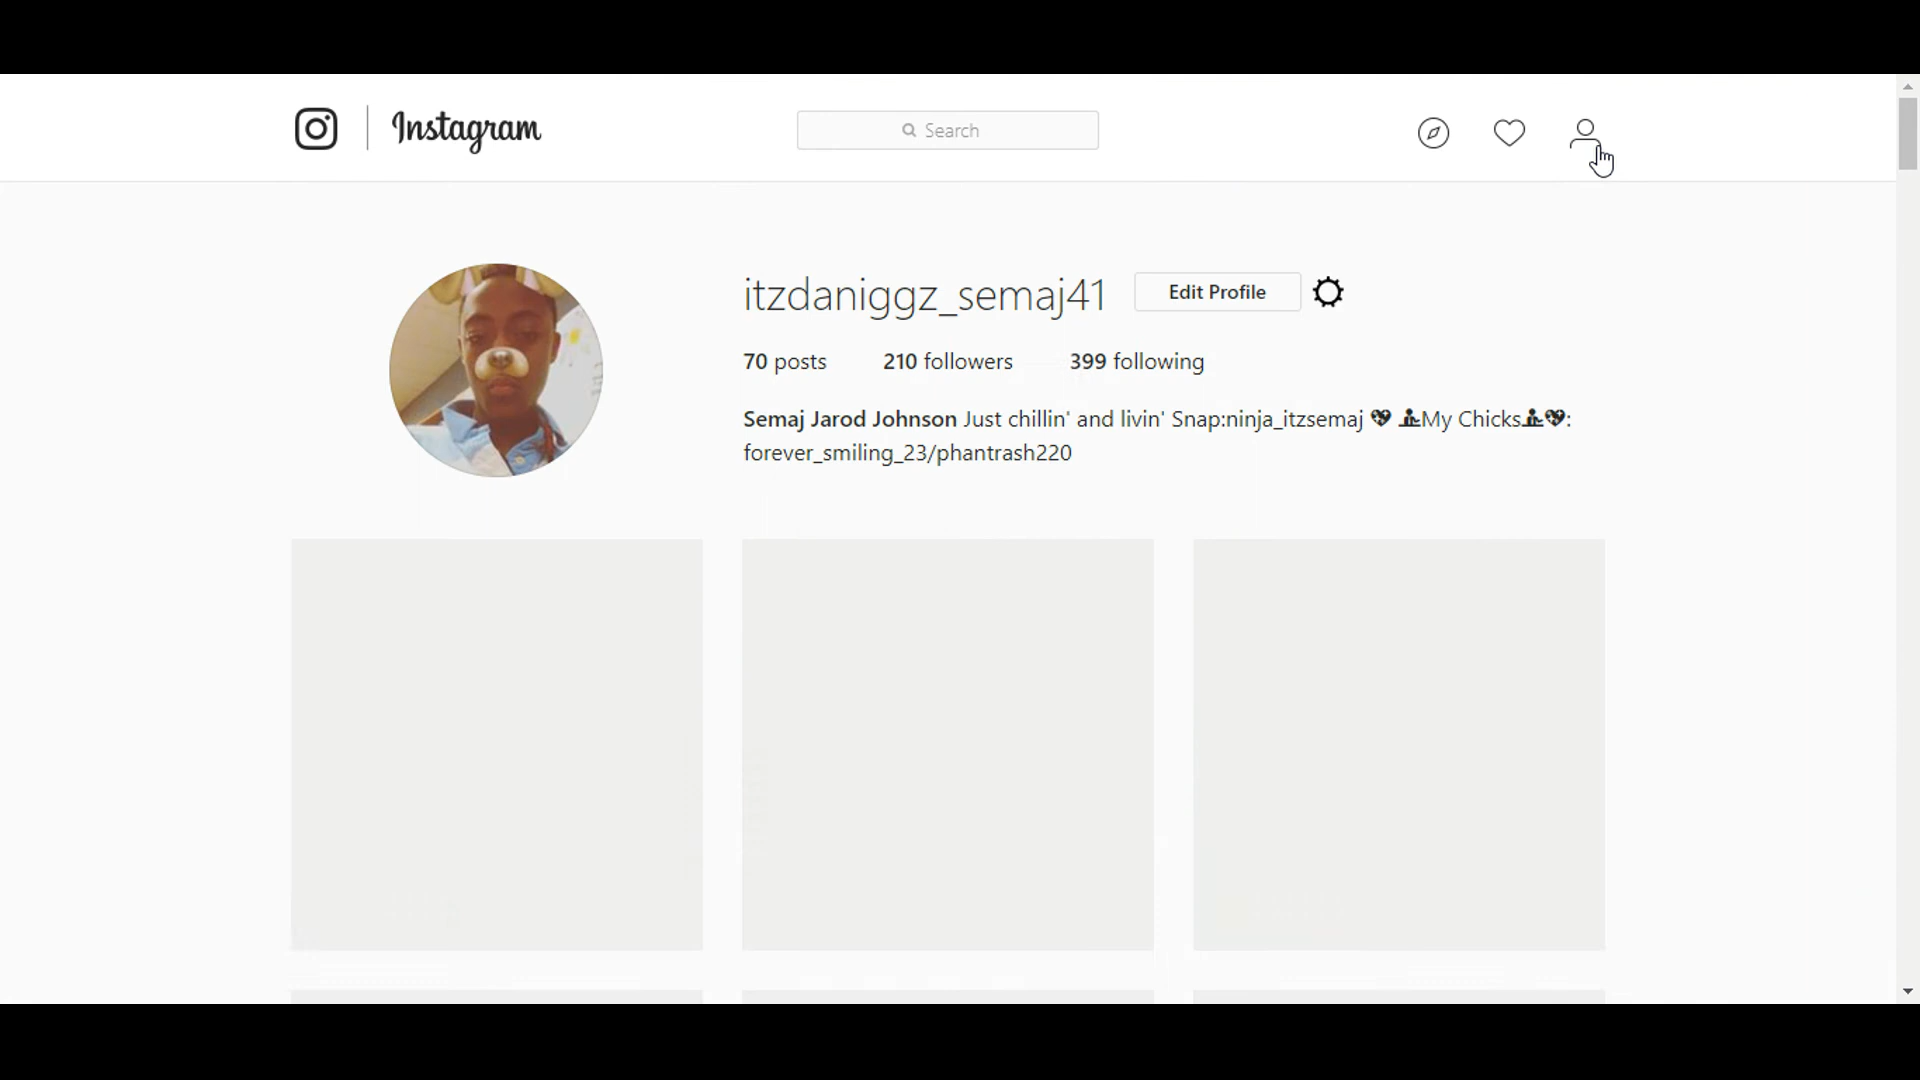 Instagram
Search
itzdaniggz_semaj41 Edit Profile
70 posts 210 followers 399 following
Semaj Jarod Johnson Just chillin' and livin' Snap:ninja_itzsemaj 💖 🚣My Chicks🚣💖:
forever_smiling_23/phantrash220